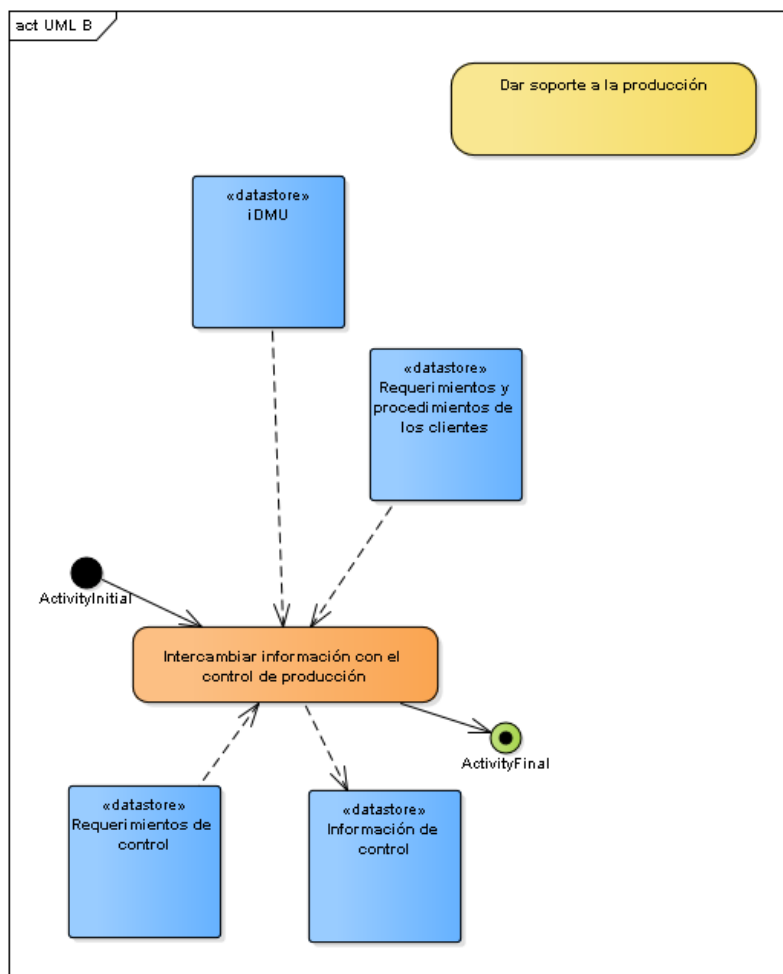 act UML B
Dar soporte a la producción
«datastore»
iDMU
«datastore»
Requerimientos y
procedimientos de
los clientes
ActivityInitial
Intercambiar información con el
control de producción
ActivityFinal
«datastore»
Requerimientos de
control
«datastore»
Información de
control